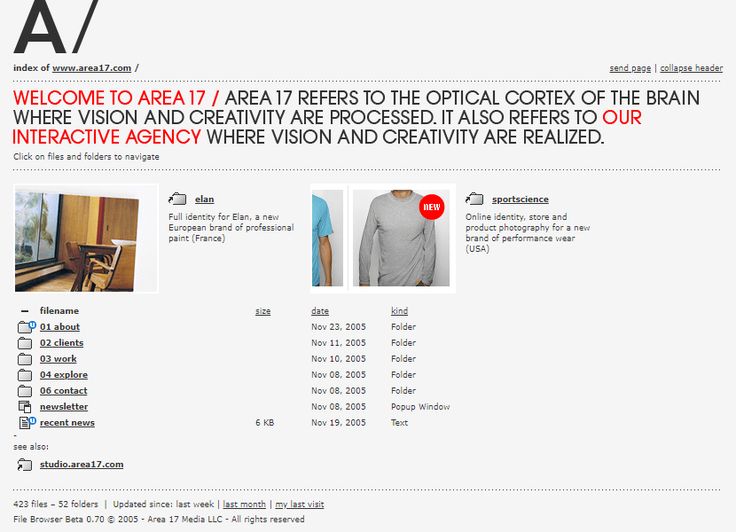 A/
index of www.area17.com /
send page | collapse header
WELCOME TO AREA 17 / AREA 17 REFERS TO THE OPTICAL CORTEX OF THE BRAIN
WHERE VISION AND CREATIVITY ARE PROCESSED. IT ALSO REFERS TO OUR
INTERACTIVE AGENCY WHERE VISION AND CREATIVITY ARE REALIZED.
Click on files and folders to navigate
elan
Full identity for Elan, a new
European brand of professional
paint (France)
new
sportscience
Online identity, store and
product photography for a new
brand of performance wear
(USA)
filename size date kind
01 about Nov 23, 2005 Folder
02 clients Nov 11, 2005 Folder
03 work Nov 10, 2005 Folder
04 explore Nov 08, 2005 Folder
06 contact Nov 08, 2005 Folder
newsletter Nov 08, 2005 Popup Window
recent news 6 KB Nov 19, 2005 Text
-
see also:
studio.area17.com
423 files – 52 folders | Updated since: last week | last month | my last visit
File Browser Beta 0.70 © 2005 - Area 17 Media LLC - All rights reserved